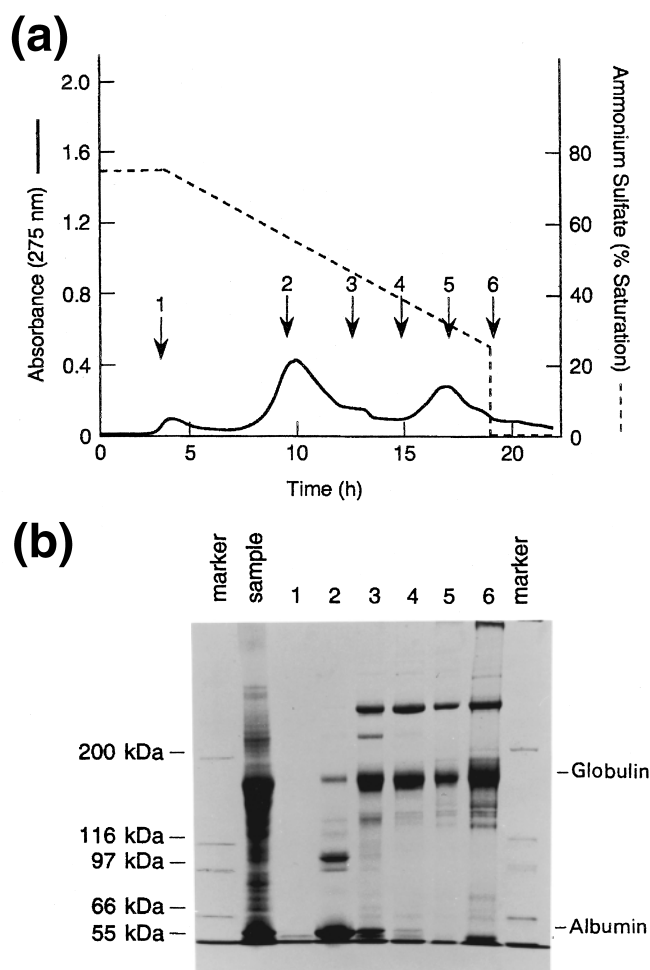 (a)
Absorbance (275 nm)
2.0
1.6
1.2
0.8
0.4
0
80
60
40
20
0
Ammonium Sulfate (% Saturation)
1
2
3
4
5
6
0
5
10
15
20
Time (h)
(b)
marker
sample
1
2
3
4
5
6
marker
200 kDa
116 kDa
97 kDa
66 kDa
55 kDa
Globulin
Albumin